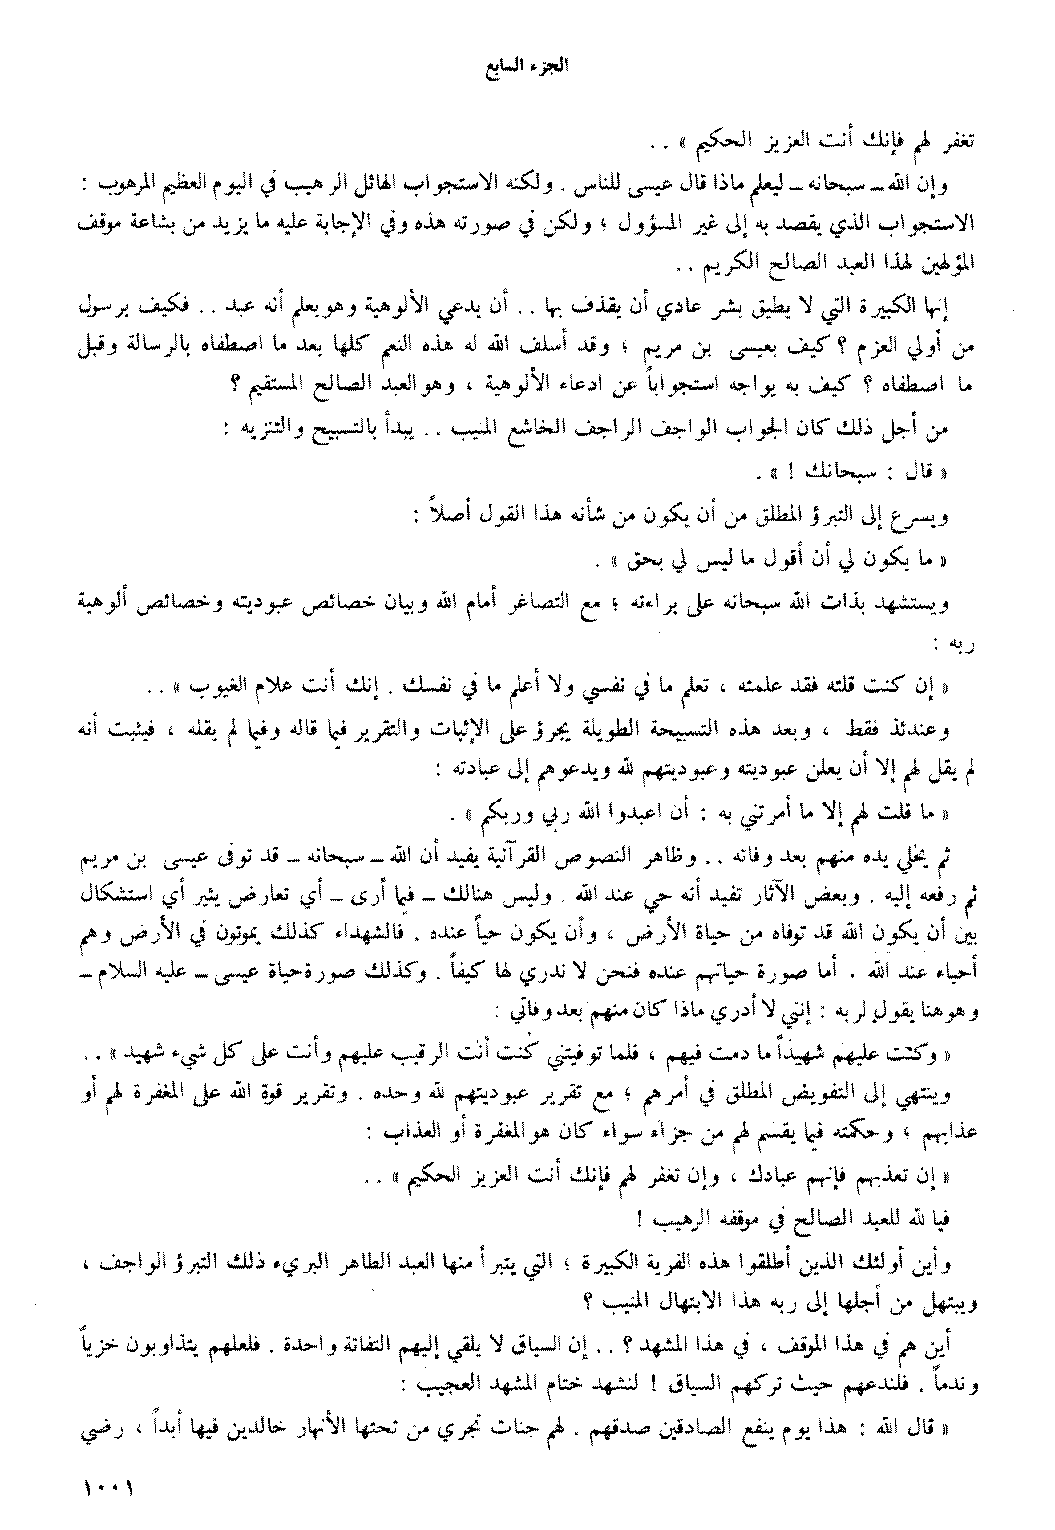 الجزء السابع
تغفر لهم فإنك أنت العزيز الحكيم » . .
وإن الله ــ سبحانه ــ ليعلم ماذا قال عيسى للناس . ولكنه الاستجواب الهائل الرهيب في اليوم العظيم المرهوب :
الاستجواب الذي يقصد به إلى غير المسؤول ؛ ولكن في صورته هذه وفي الإجابة عليه ما يزيد من بشاعة موقف
المؤلهين لهذا العبد الصالح الكريم . .
إنها الكبيرة التي لا يطيق بشر عادي أن يقذف بها . . أن يدعي الألوهية وهو يعلم أنه عبد . . فكيف برسول
من أولي العزم ؟ كيف بعيسى بن مريم ؛ وقد أسلف الله له هذه النعم كلها بعد ما اصطفاه بالرسالة وقبل
ما اصطفاه ؟ كيف به يواجه استجواباً عن ادعاء الألوهية ، وهو العبد الصالح المستقيم ؟
من أجل ذلك كان الجواب الواجف الراجف الخاشع المنيب . . يبدأ بالتسبيح والتنزيه :
« قال : سبحانك ! » .
ويسرع إلى التبرؤ المطلق من أن يكون من شأنه هذا القول أصلاً :
« ما يكون لي أن أقول ما ليس لي بحق » .
ويستشهد بذات الله سبحانه على براءته ؛ مع التصاغر أمام الله وبيان خصائص عبوديته وخصائص ألوهية
ربه :
« إن كنت قلته فقد علمته ، تعلم ما في نفسي ولا أعلم ما في نفسك . إنك أنت علام الغيوب » . .
وعندئذ فقط ، وبعد هذه التسبيحة الطويلة يجرؤ على الإثبات والتقرير فيما قاله وفيما لم يقله ، فيثبت أنه
لم يقل لهم إلا أن يعلن عبوديته وعبوديتهم لله ويدعوهم إلى عبادته :
« ما قلت لهم إلا ما أمرتني به : أن اعبدوا الله ربي وربكم » .
ثم يخلي يده منهم بعد وفاته . . وظاهر النصوص القرآنية يفيد أن الله ــ سبحانه ــ قد توفى عيسى بن مريم
ثم رفعه إليه . وبعض الآثار تفيد أنه حي عند الله . وليس هنالك ــ فيما أرى ــ أي تعارض يثير أي استشكال
بين أن يكون الله قد توفاه من حياة الأرض ، وأن يكون حياً عنده . فالشهداء كذلك يموتون في الأرض وهم
أحياء عند الله . أما صورة حياتهم عنده فنحن لا ندري لها كيفاً . وكذلك صورة حياة عيسى ــ عليه السلام ــ
وهو هنا يقول لربه : إنني لا أدري ماذا كان منهم بعد وفاتي :
« وكنت عليهم شهيداً ما دمت فيهم ، فلما توفيتني كنت أنت الرقيب عليهم وأنت على كل شيء شهيد » . .
وينتهي إلى التفويض المطلق في أمرهم ؛ مع تقرير عبوديتهم لله وحده . وتقرير قوة الله على المغفرة لهم أو
عذابهم ؛ وحكمته فيما يقسم لهم من جزاء سواء كان هو المغفرة أو العذاب :
« إن تعذبهم فإنهم عبادك ، وإن تغفر لهم فإنك أنت العزيز الحكيم » . .
فيا لله للعبد الصالح في موقفه الرهيب !
وأين أولئك الذين أطلقوا هذه الفرية الكبيرة ؛ التي يتبرأ منها العبد الطاهر البريء ذلك التبرؤ الواجف ،
ويبتهل من أجلها إلى ربه هذا الابتهال المنيب ؟
أين هم في هذا الموقف ، في هذا المشهد ؟ . . إن السياق لا يلقي إليهم التفاتة واحدة . فلعلهم يتذاوبون خزياً
وندماً . فلندعهم حيث تركهم السياق ! لنشهد ختام المشهد العجيب :
« قال الله : هذا يوم ينفع الصادقين صدقهم . لهم جنات تجري من تحتها الأنهار خالدين فيها أبداً ، رضي
١٠٠١